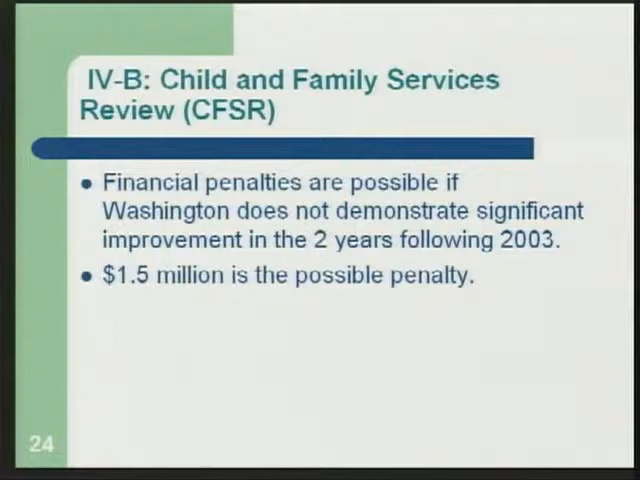 IV-B: Child and Family Services
Review (CFSR)
• Financial penalties are possible if
Washington does not demonstrate significant
improvement in the 2 years following 2003.
• $1.5 million is the possible penalty.
24